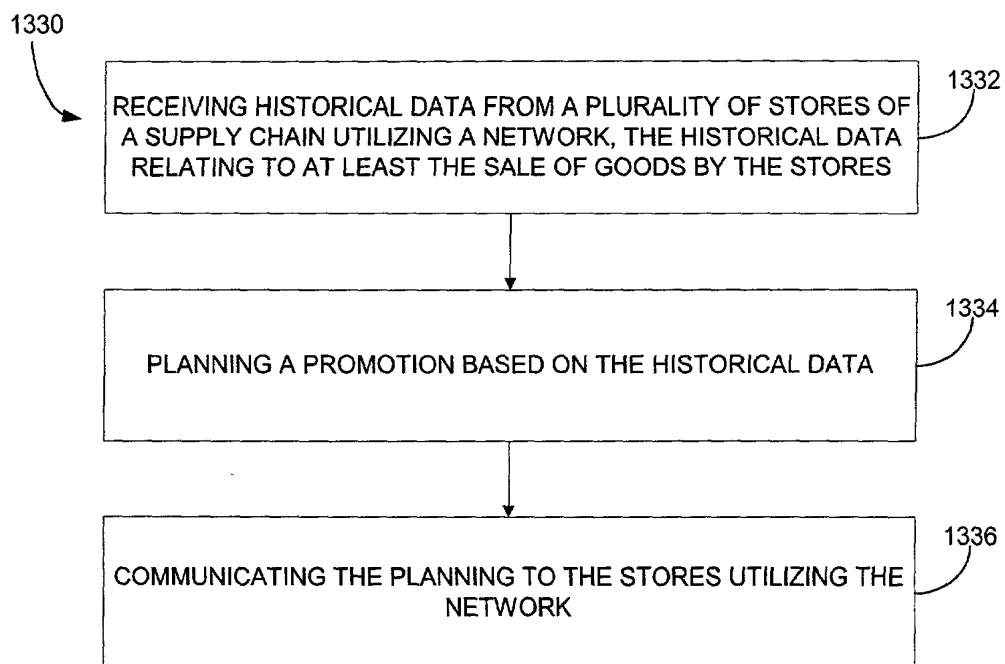 1330
1332
RECEIVING HISTORICAL DATA FROM A PLURALITY OF STORES OF
A SUPPLY CHAIN UTILIZING A NETWORK, THE HISTORICAL DATA
RELATING TO AT LEAST THE SALE OF GOODS BY THE STORES
1334
PLANNING A PROMOTION BASED ON THE HISTORICAL DATA
1336
COMMUNICATING THE PLANNING TO THE STORES UTILIZING THE
NETWORK